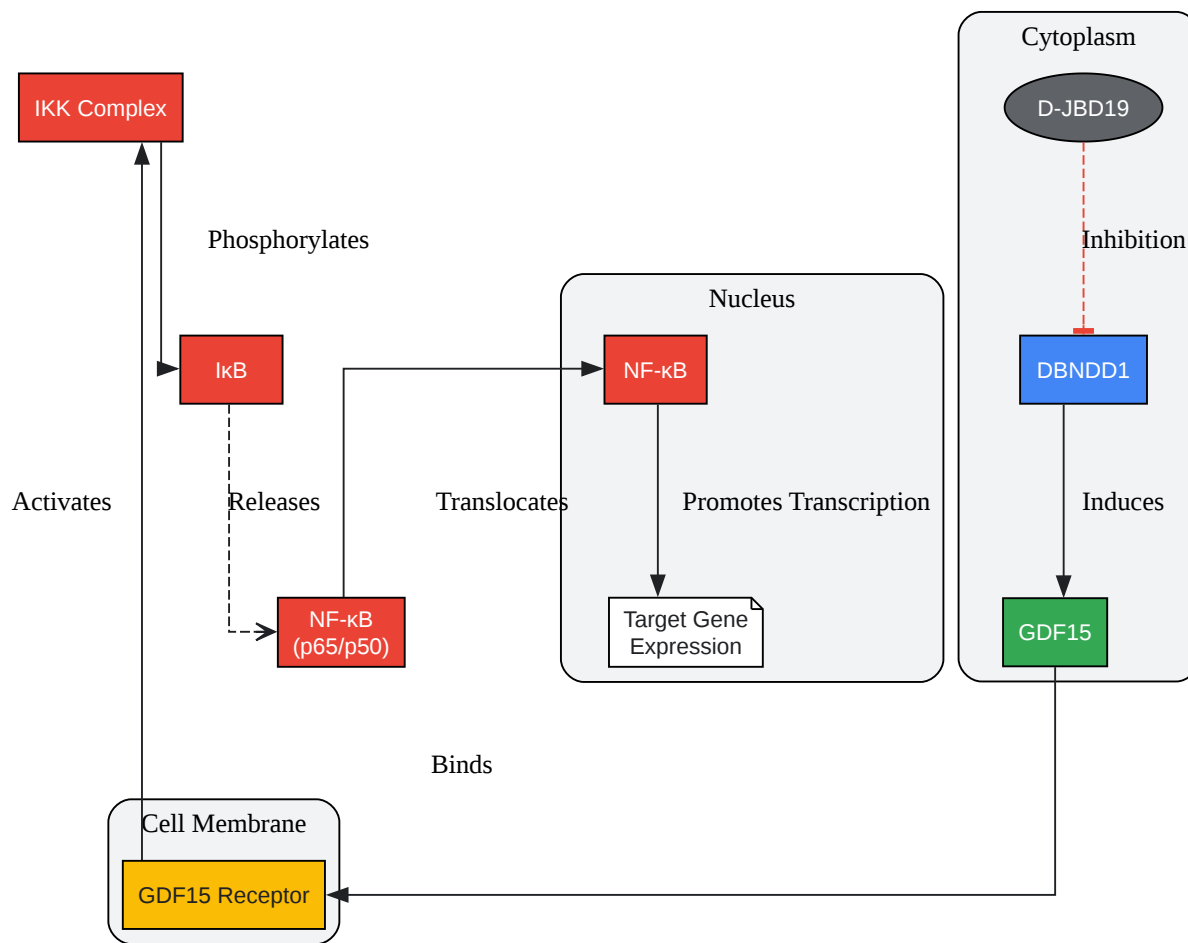 Cytoplasm
IKK Complex
D-JBD19
Phosphorylates
Inhibition
Nucleus
IκB
NF-κB
DBNDD1
Activates
Releases
Translocates
Promotes Transcription
Induces
NF-κB
(p65/p50)
Target Gene
Expression
GDF15
Binds
Cell Membrane
GDF15 Receptor